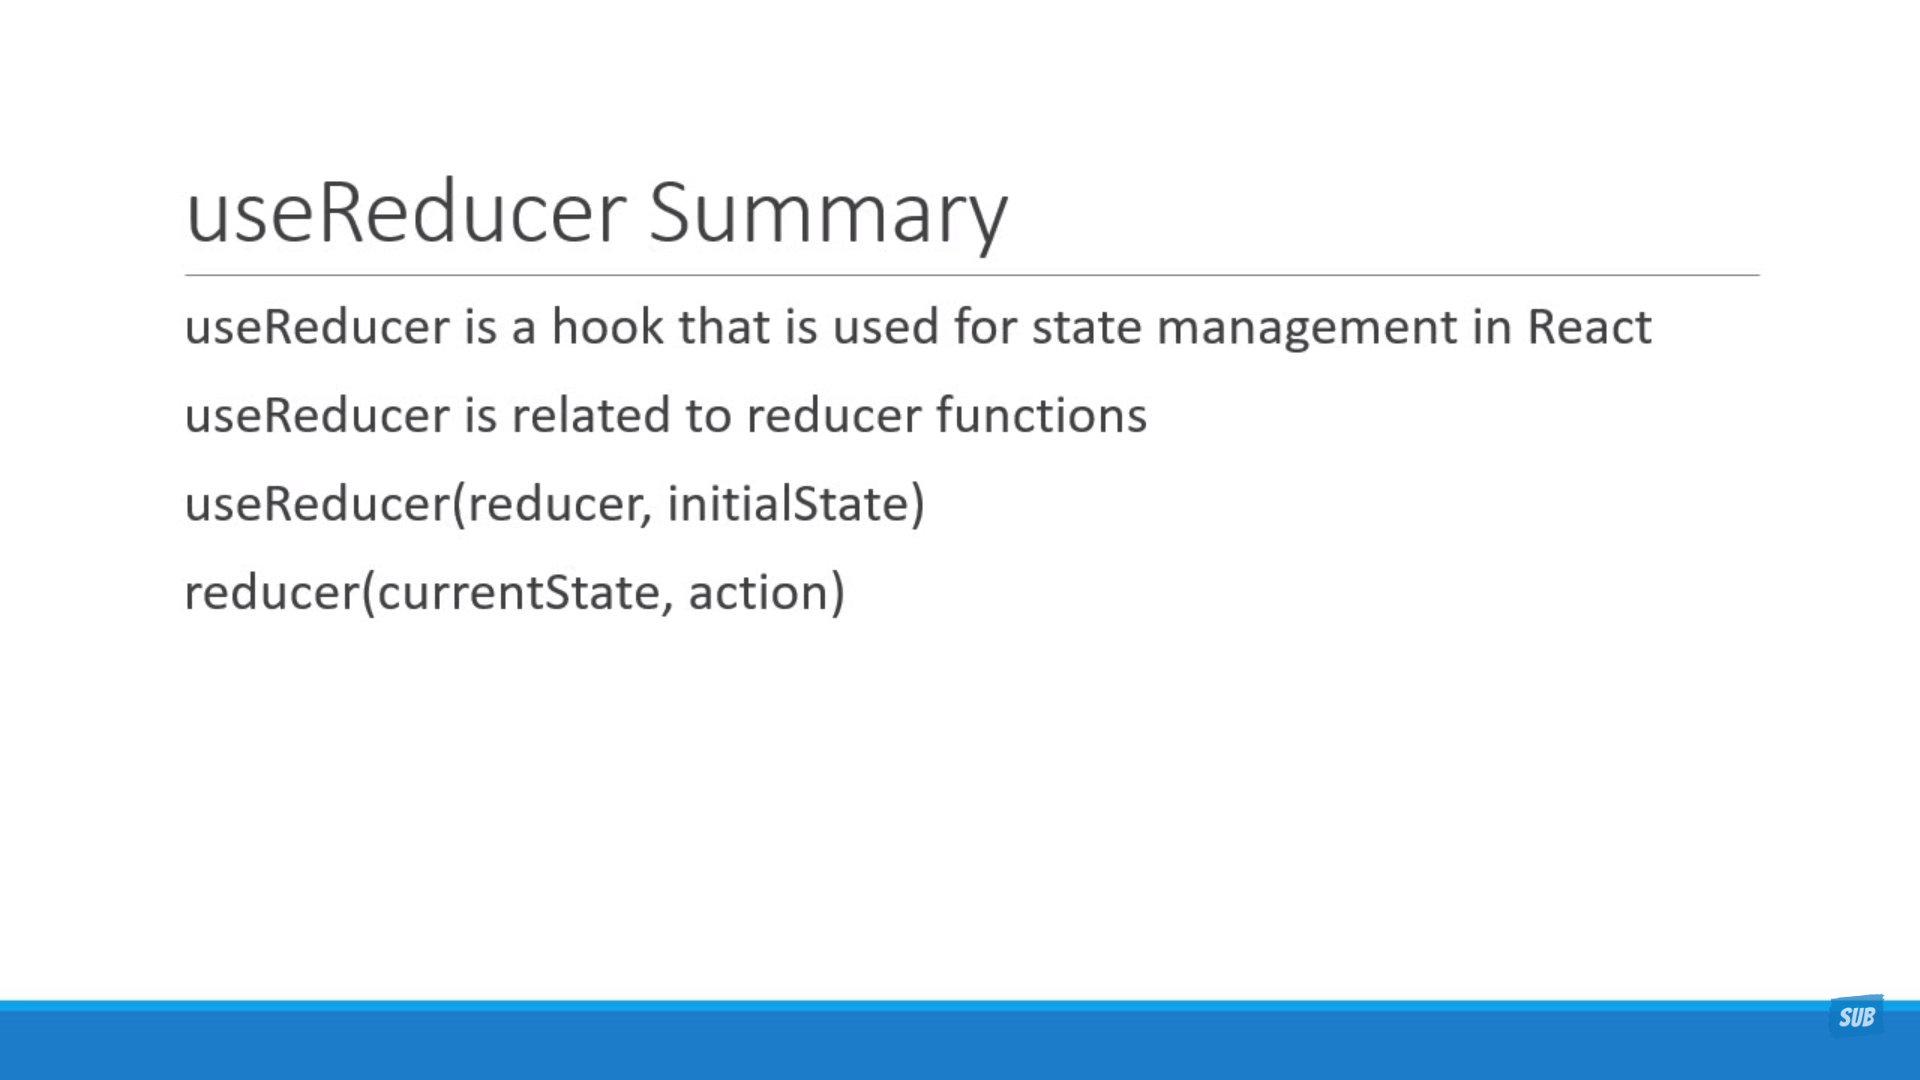 useReducer Summary
useReducer is a hook that is used for state management in React
useReducer is related to reducer functions
useReducer(reducer, initialState)
reducer(currentState, action)
SUB